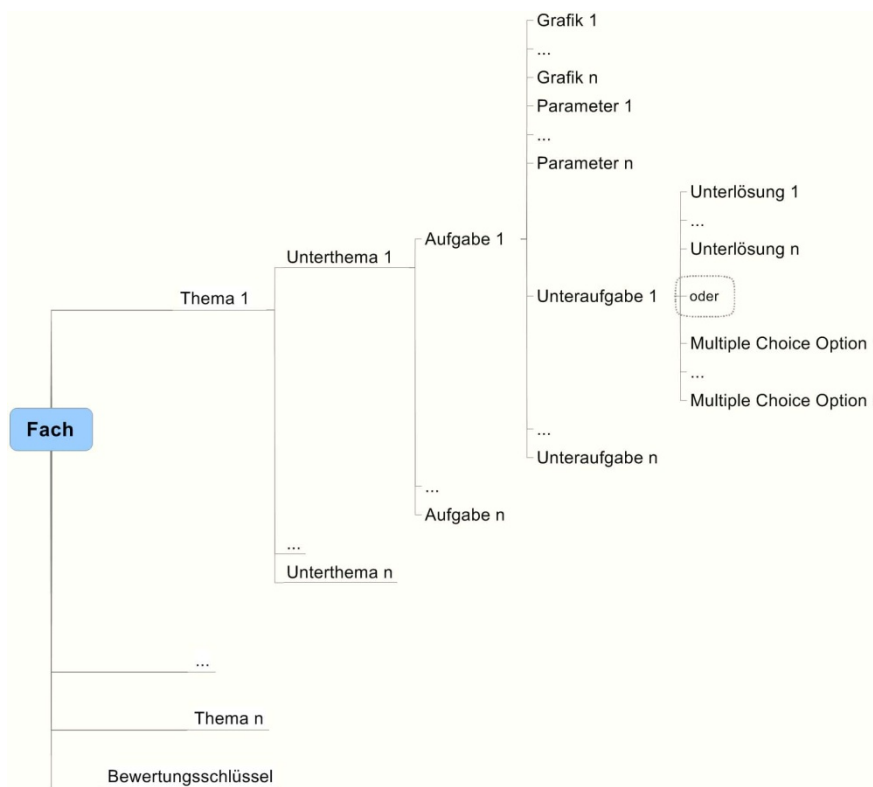 Grafik 1
...
Grafik n
Parameter 1
...
Parameter n
Unterlösung 1
...
Aufgabe 1
Unterlösung n
Unterthema 1
Thema 1
Unteraufgabe 1
oder
Multiple Choice Option
...
Multiple Choice Option
Fach
...
Unteraufgabe n
...
Aufgabe n
...
Unterthema n
...
Thema n
Bewertungsschlüssel